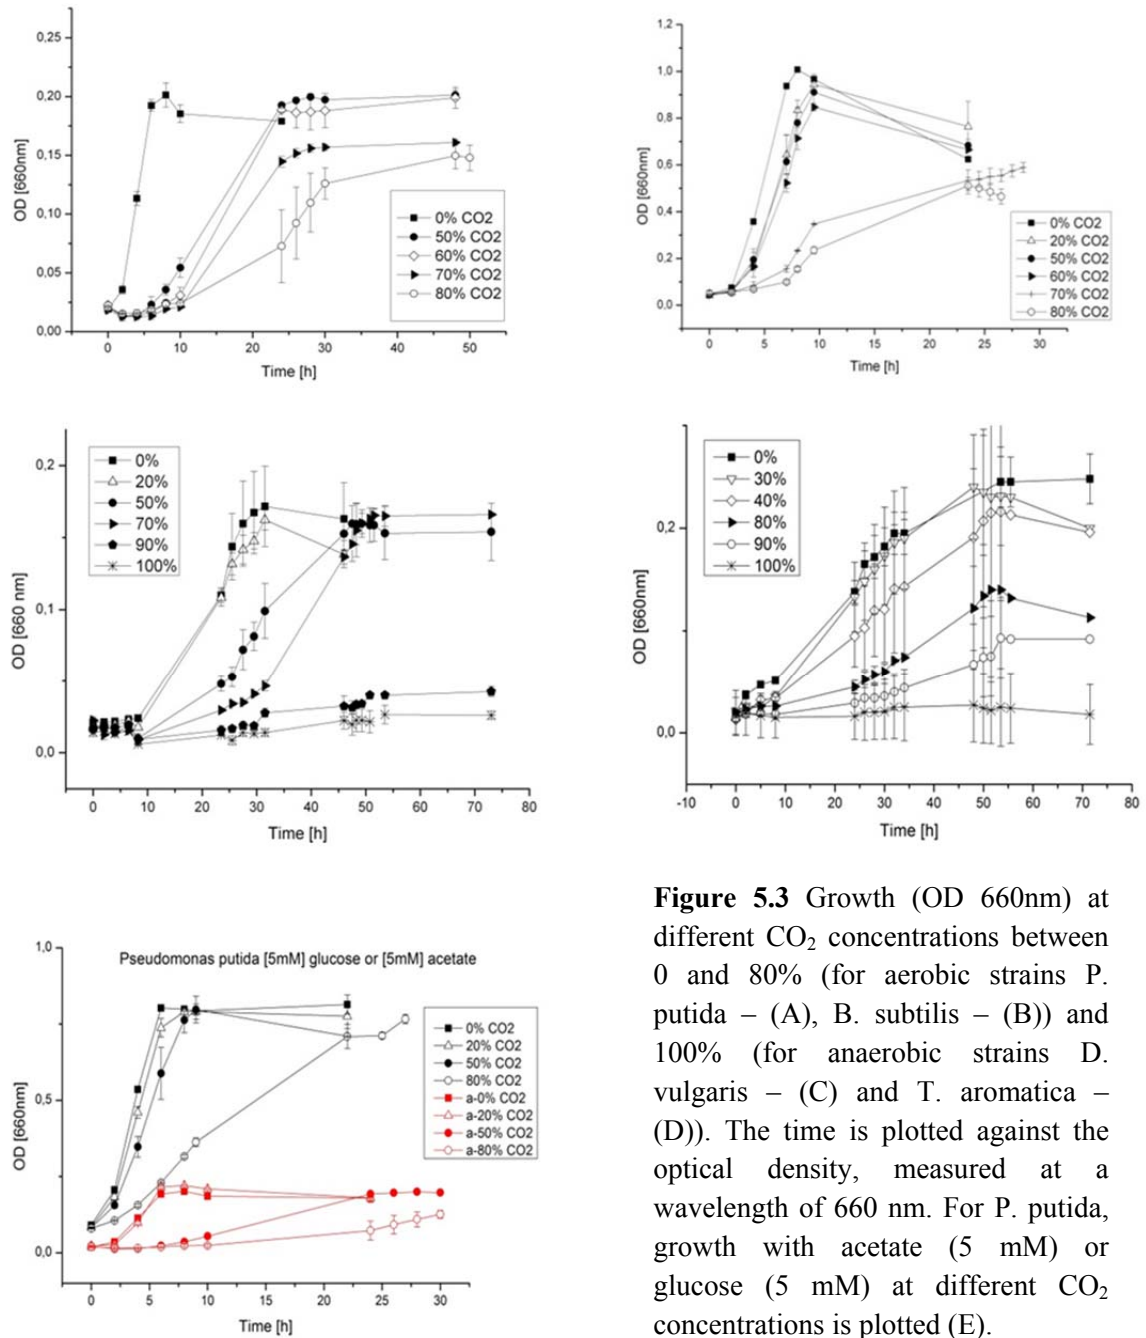 0,25
0,20
0,15
0,10
0,05
0,00
OD [660nm]
0% CO2
50% CO2
60% CO2
70% CO2
80% CO2
0 10 20 30 40 50
Time [h]
1,2
1,0
0,8
0,6
0,4
0,2
0,0
OD [660nm]
0% CO2
20% CO2
50% CO2
60% CO2
70% CO2
80% CO2
0 5 10 15 20 25 30
Time [h]
0,2
0,1
0,0
OD [660 nm]
0%
20%
50%
70%
90%
100%
0 10 20 30 40 50 60 70 80
Time [h]
0,2
0,0
OD [660nm]
0%
30%
40%
80%
90%
100%
-10 0 10 20 30 40 50 60 70 80
Time [h]
1,0
0,5
0,0
OD [660nm]
Pseudomonas putida [5mM] glucose or [5mM] acetate
0% CO2
20% CO2
50% CO2
80% CO2
a-0% CO2
a-20% CO2
a-50% CO2
a-80% CO2
0 5 10 15 20 25 30
Time [h]
Figure 5.3 Growth (OD 660nm) at
different CO₂ concentrations between
0 and 80% (for aerobic strains P.
putida – (A), B. subtilis – (B)) and
100% (for anaerobic strains D.
vulgaris – (C) and T. aromatica –
(D)). The time is plotted against the
optical density, measured at a
wavelength of 660 nm. For P. putida,
growth with acetate (5 mM) or
glucose (5 mM) at different CO₂
concentrations is plotted (E).